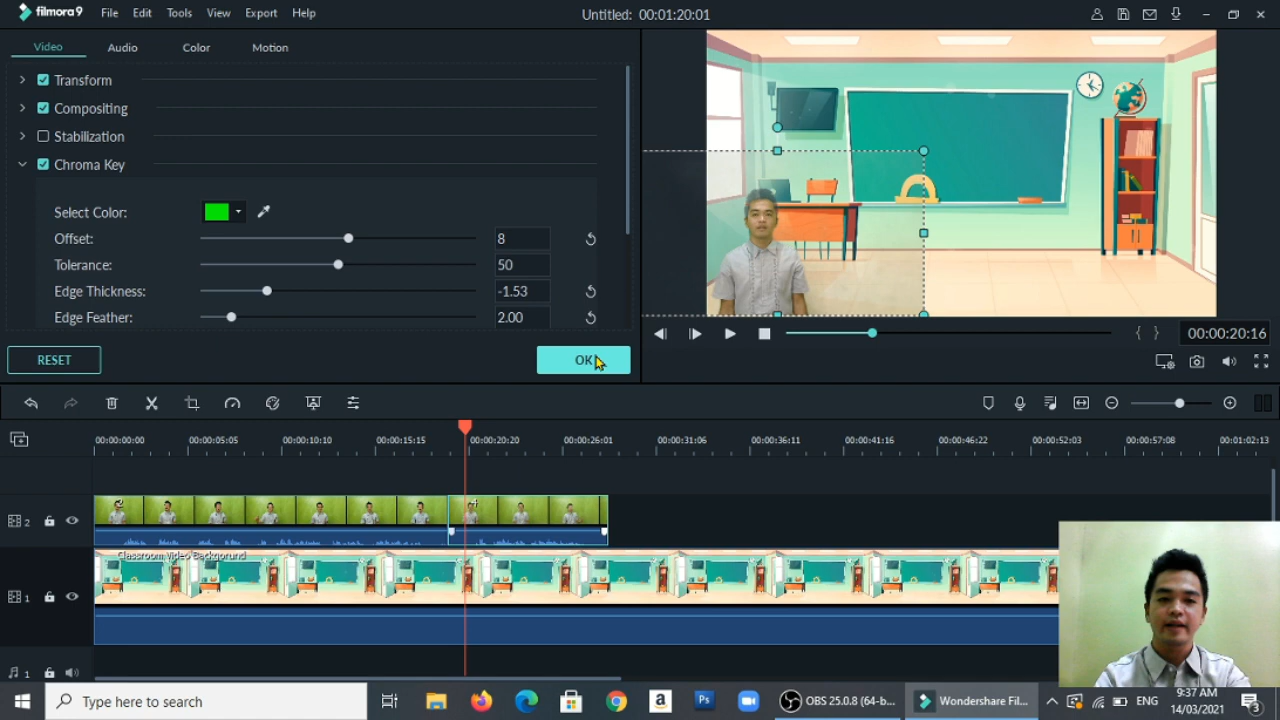 filmora9 File Edit Tools View Export Help Untitled: 00:01:20:01
Video Audio Color Motion
Transform
Compositing
Stabilization
Chroma Key
Select Color:
Offset: 8
Tolerance: 50
Edge Thickness: -1.53
Edge Feather: 2.00
{ } 00:00:20:16
RESET OK
00:00:00:00 00:00:05:05 00:00:10:10 00:00:15:15 00:00:20:20 00:00:26:01 00:00:31:06 00:00:36:11 00:00:41:16 00:00:46:22 00:00:52:03 00:00:57:08 00:01:02:13
2
Classroom Video Background
1
1
Type here to search a Ps OBS 25.0.8 (64-b... Wondershare Fil... ENG 9:37 AM
14/03/2021 3